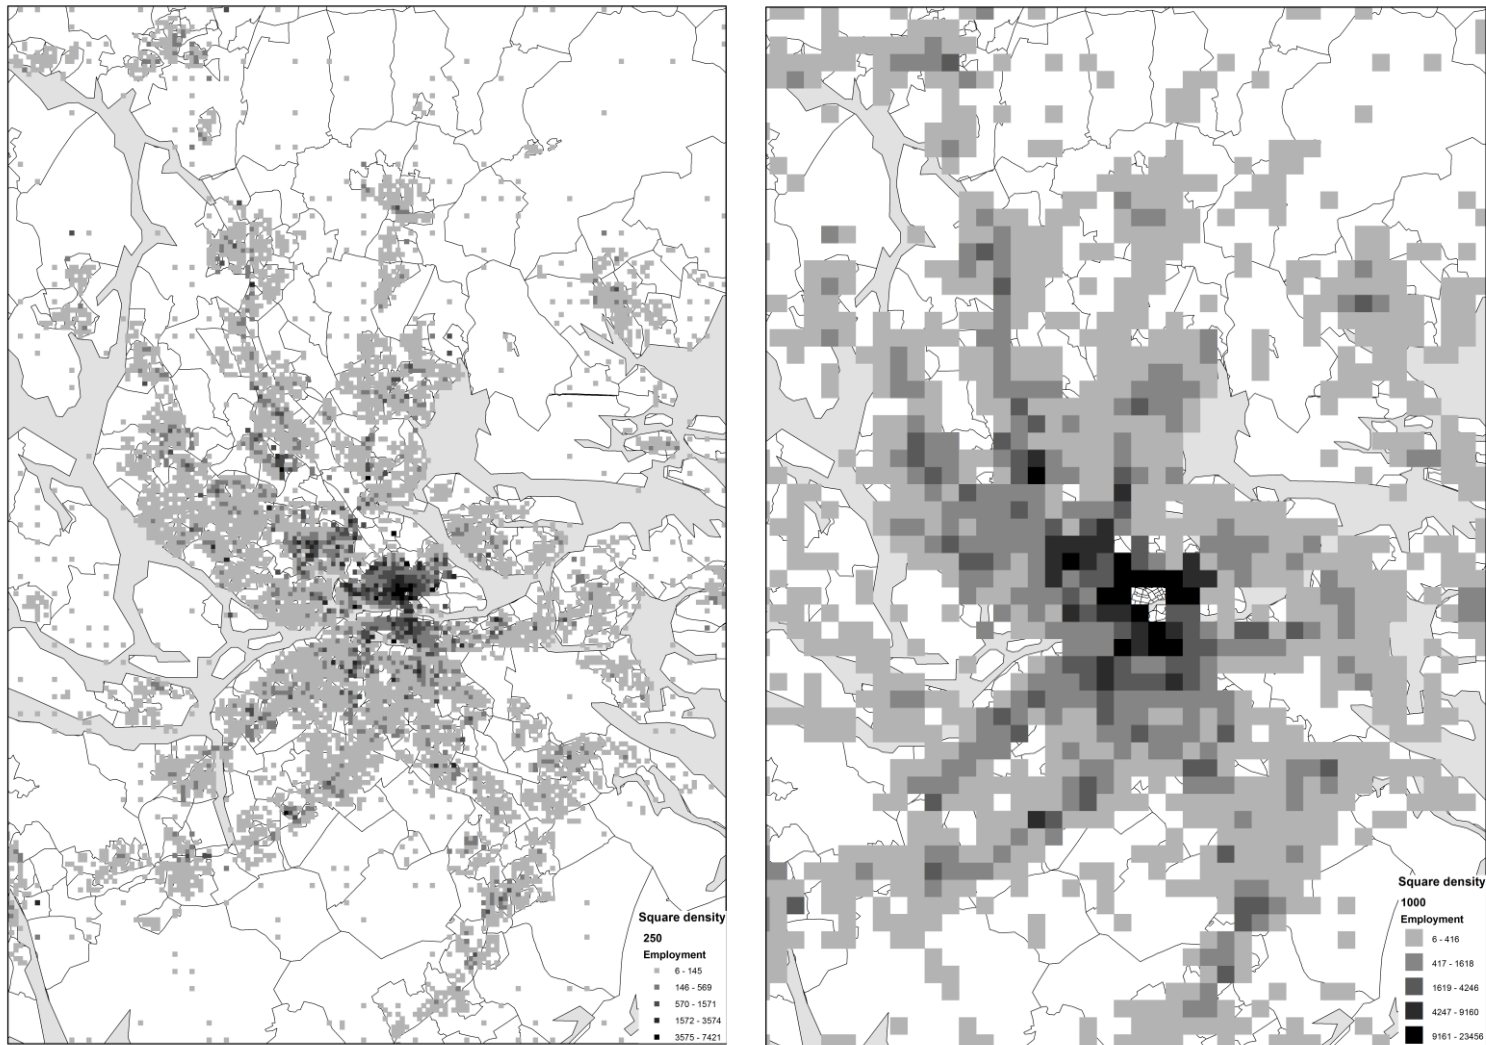 Square density
250
Employment
6 - 145
146 - 569
570 - 1571
1572 - 3574
3575 - 7421
Square density
1000
Employment
6 - 416
417 - 1618
1619 - 4246
4247 - 9160
9161 - 23456